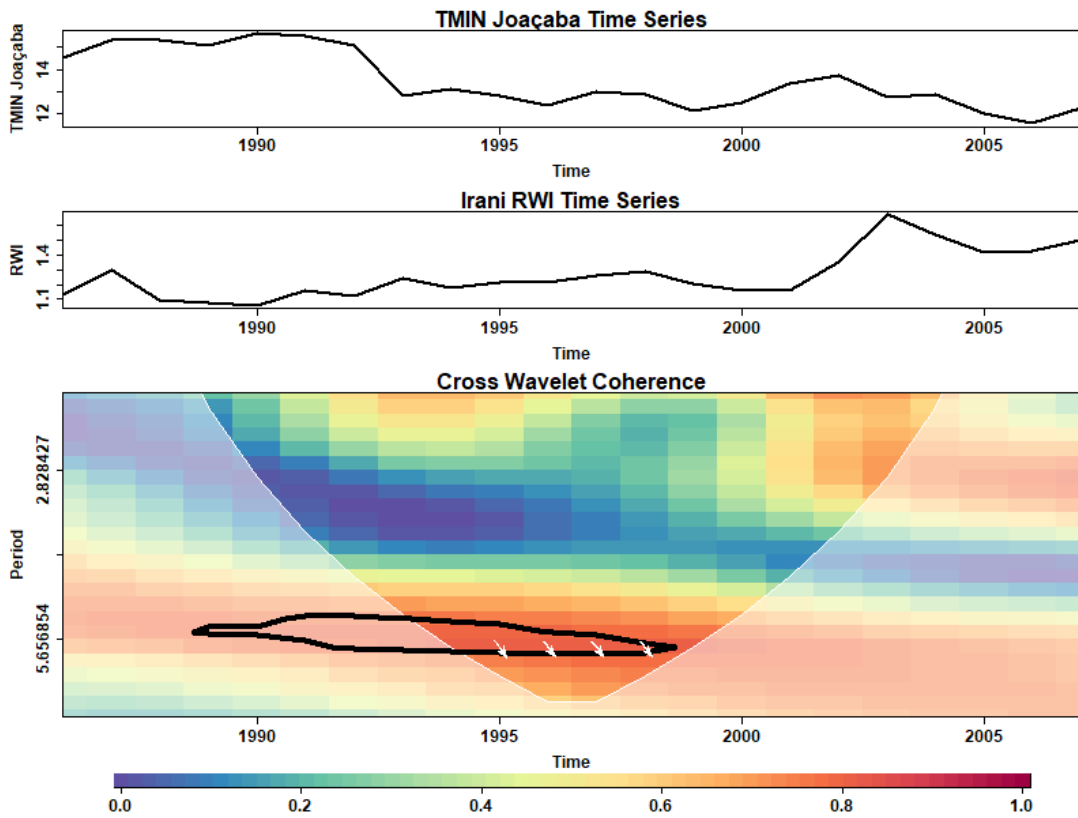 TMIN Joaçaba Time Series
TMIN Joaçaba
14
12
1990
1995
2000
2005
Time
Irani RWI Time Series
RWI
1.4
1.1
1990
1995
2000
2005
Time
Cross Wavelet Coherence
Period
2.828427
5.656854
1990
1995
2000
2005
Time
0.0
0.2
0.4
0.6
0.8
1.0